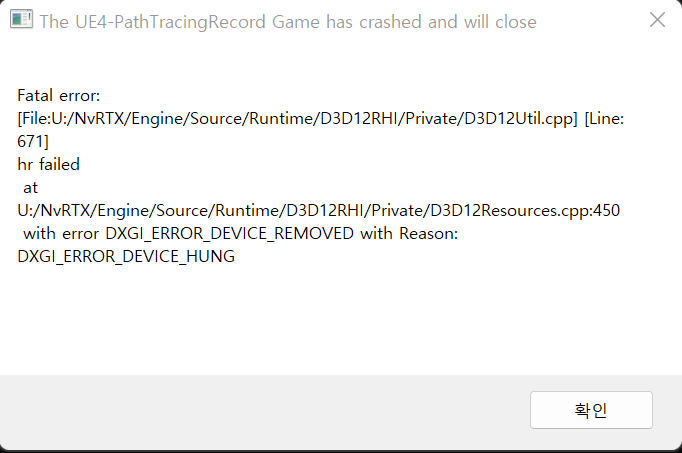 The UE4-PathTracingRecord Game has crashed and will close
Fatal error:
[File:U:/NvRTX/Engine/Source/Runtime/D3D12RHI/Private/D3D12Util.cpp] [Line:
671]
hr failed
at
U:/NvRTX/Engine/Source/Runtime/D3D12RHI/Private/D3D12Resources.cpp:450
with error DXGI_ERROR_DEVICE_REMOVED with Reason:
DXGI_ERROR_DEVICE_HUNG
확인